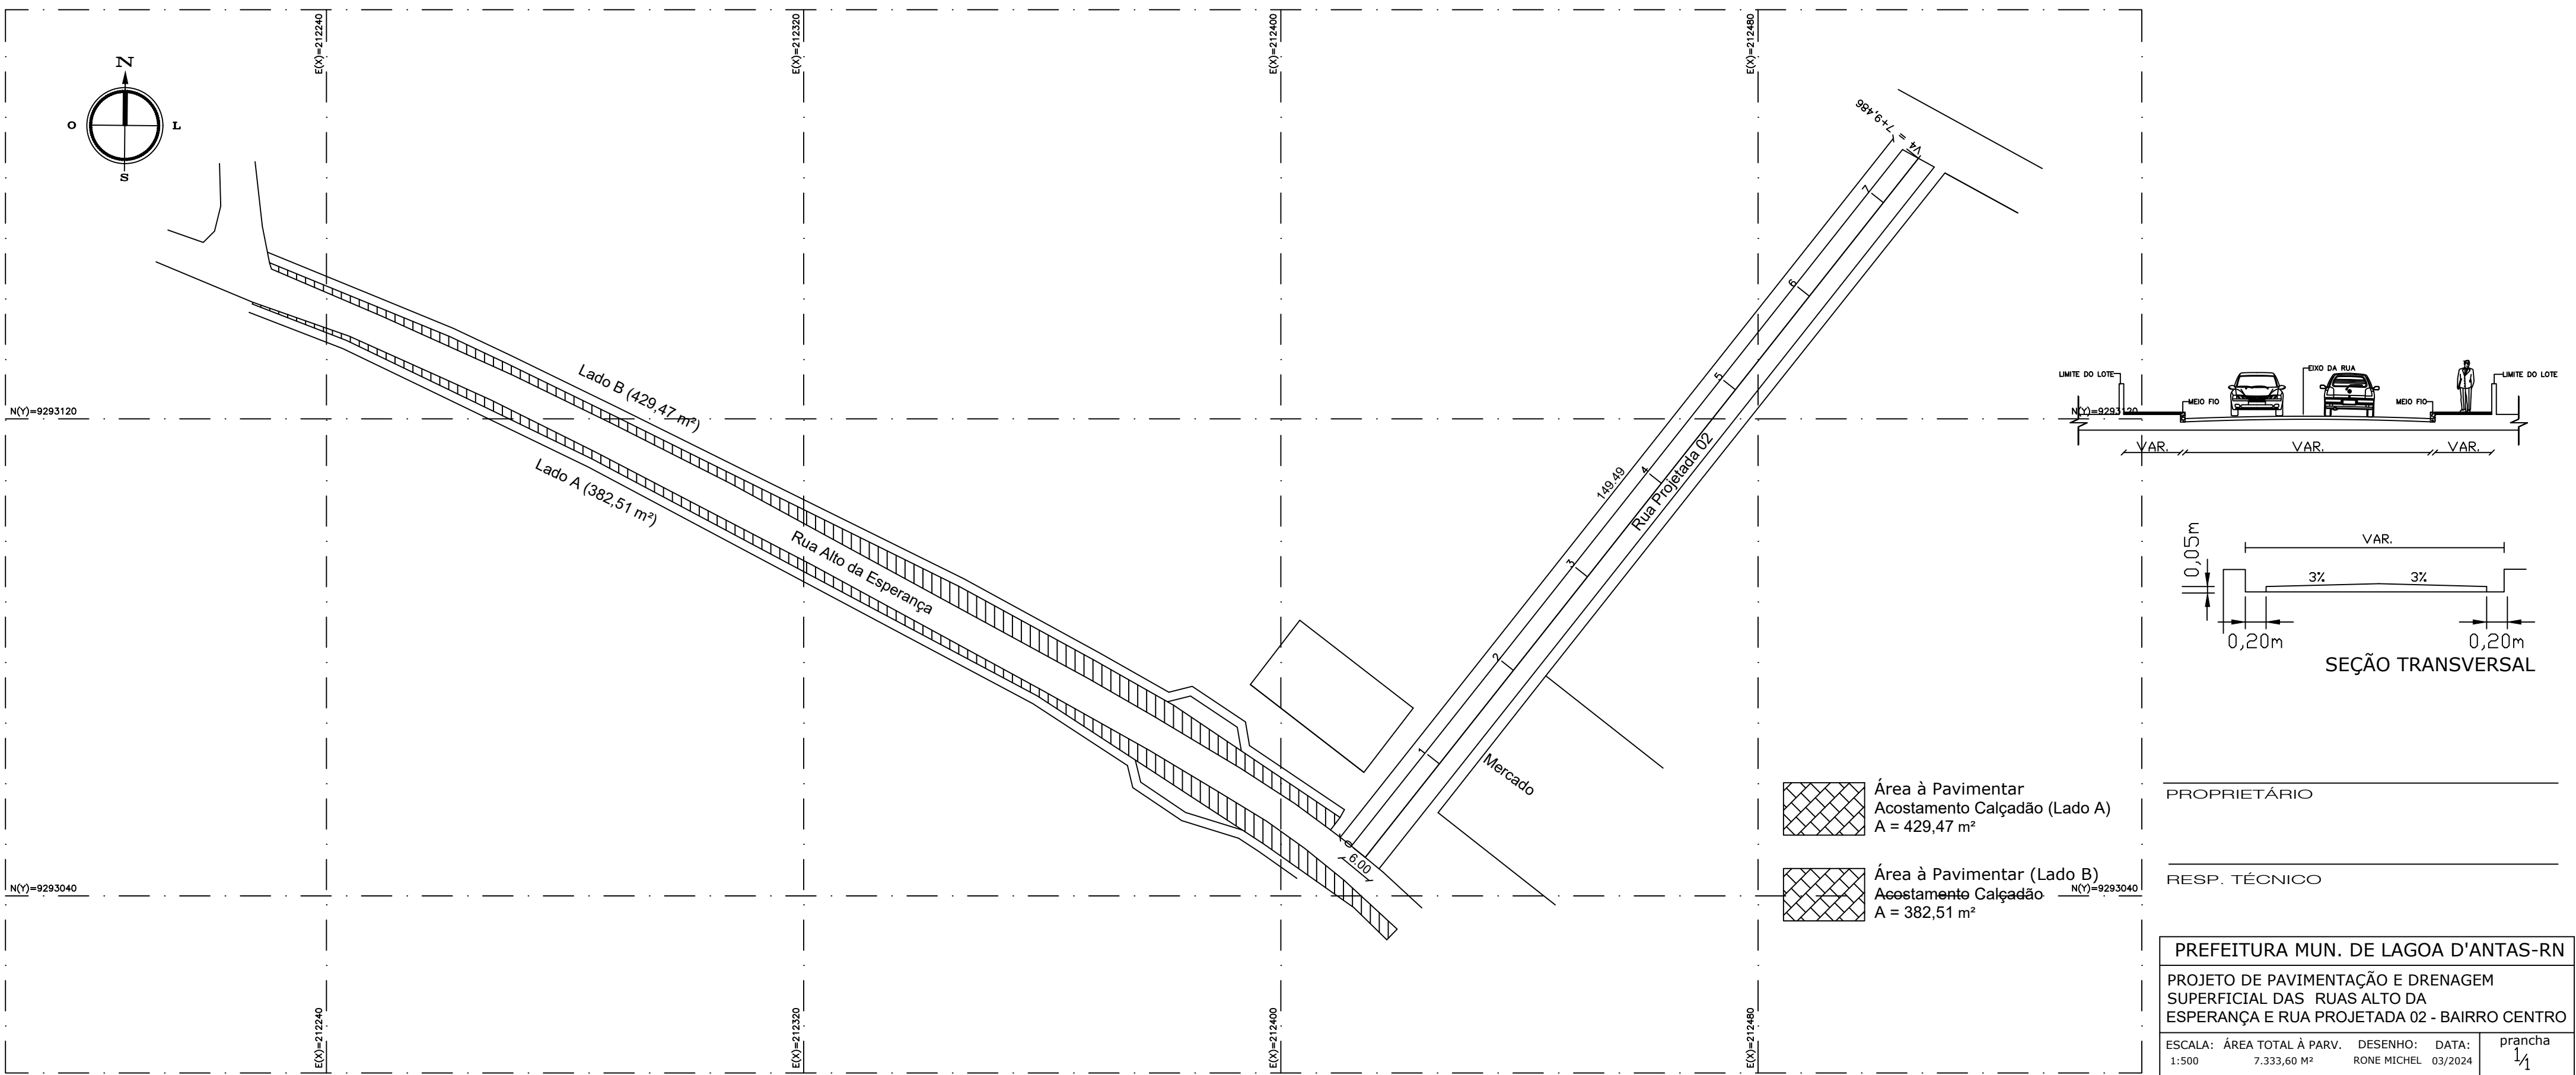 E(X)=212240
E(X)=212320
E(X)=212400
E(X)=212480
N
O
L
S
V4 = 7+9,486
7
6
5
4
3
2
1
0
149.49
Rua Projetada 02
Lado B (429,47 m²)
Lado A (382,51 m²)
Rua Alto da Esperança
Mercado
6.00
N(Y)=9293120
N(Y)=9293120
N(Y)=9293040
N(Y)=9293040
LIMITE DO LOTE
EIXO DA RUA
LIMITE DO LOTE
MEIO FIO
MEIO FIO
VAR.
VAR.
VAR.
VAR.
0,05m
3%
3%
0,20m
0,20m
SEÇÃO TRANSVERSAL
Área à Pavimentar
Acostamento Calçadão (Lado A)
A = 429,47 m²
Área à Pavimentar (Lado B)
Acostamento Calçadão
A = 382,51 m²
PROPRIETÁRIO
RESP. TÉCNICO
PREFEITURA MUN. DE LAGOA D'ANTAS-RN
PROJETO DE PAVIMENTAÇÃO E DRENAGEM
SUPERFICIAL DAS RUAS ALTO DA
ESPERANÇA E RUA PROJETADA 02 - BAIRRO CENTRO
ESCALA: ÁREA TOTAL À PARV. DESENHO: DATA:
1:500 7.333,60 M² RONE MICHEL 03/2024
prancha
1/1
E(X)=212240
E(X)=212320
E(X)=212400
E(X)=212480